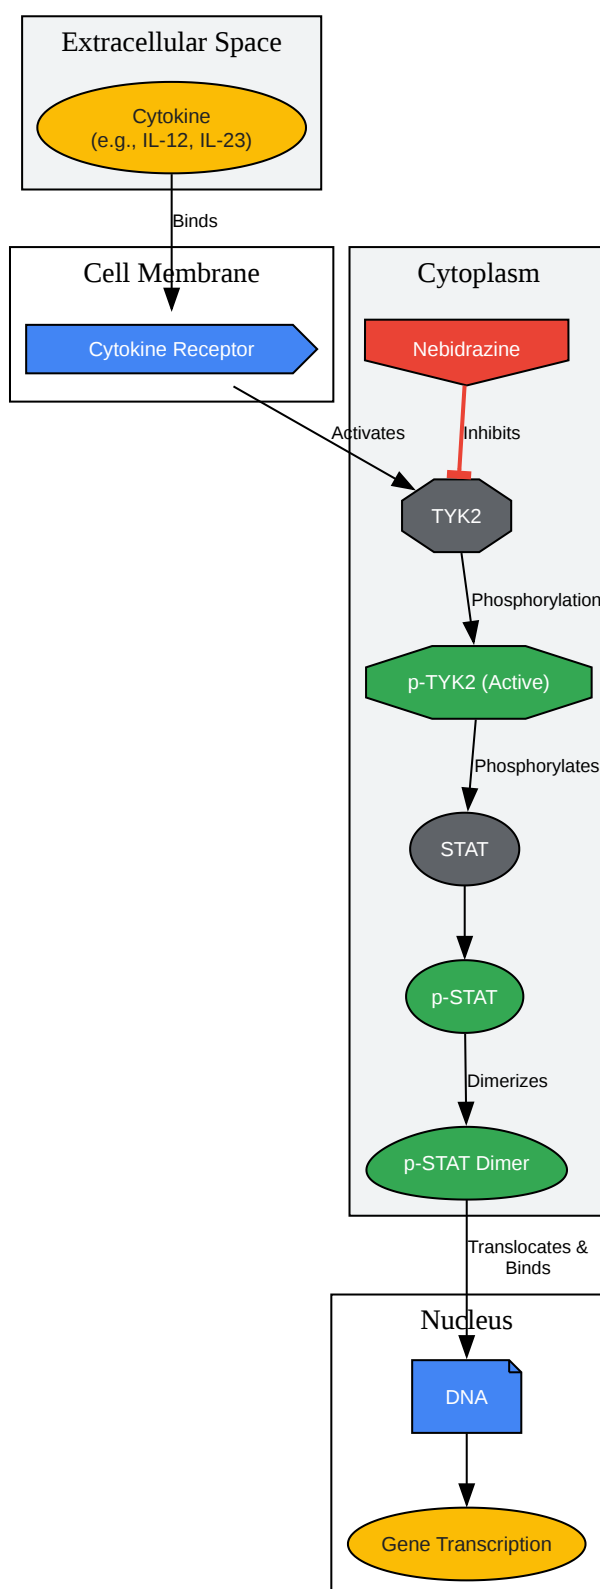 Extracellular Space
Cytokine
(e.g., IL-12, IL-23)
Binds
Cell Membrane
Cytokine Receptor
Cytoplasm
Nebidrazine
Activates
Inhibits
TYK2
Phosphorylation
p-TYK2 (Active)
Phosphorylates
STAT
p-STAT
Dimerizes
p-STAT Dimer
Translocates &
Binds
Nucleus
DNA
Gene Transcription